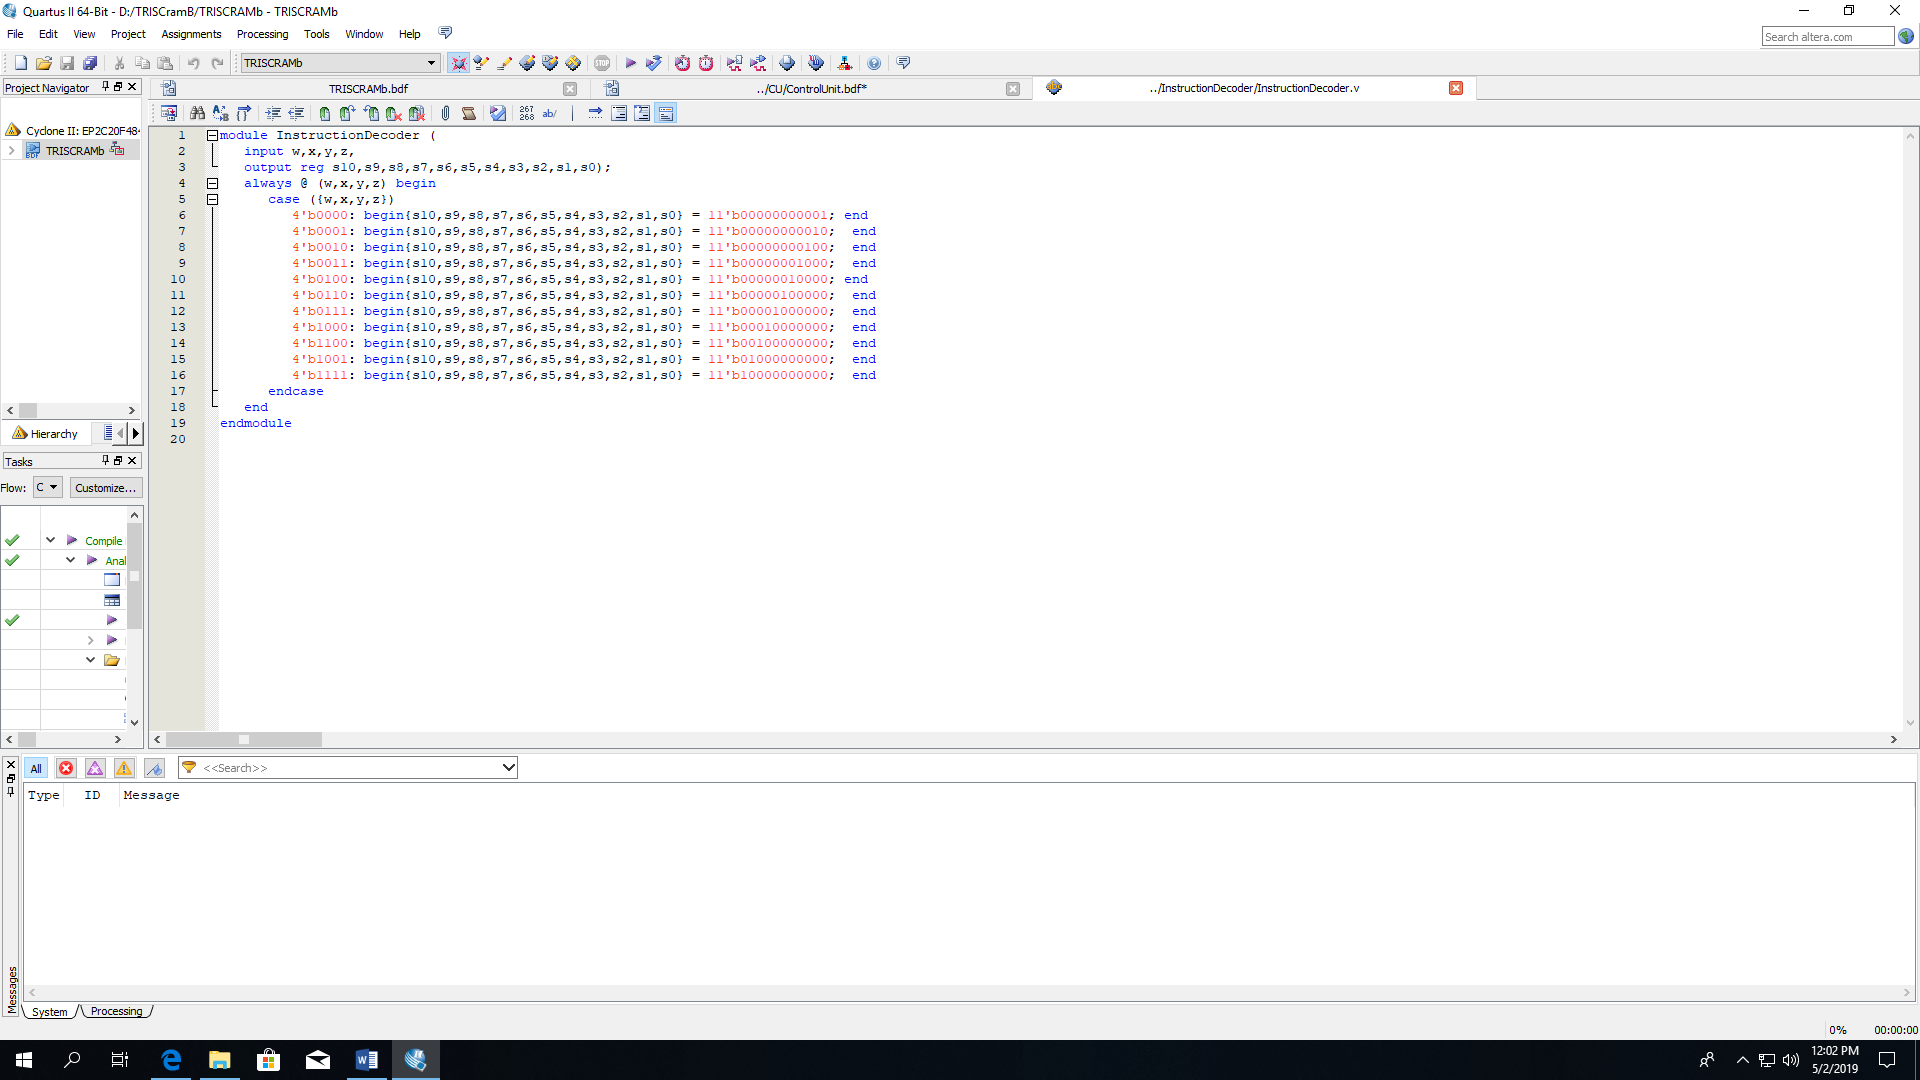 Quartus II 64-Bit - D:/TRISCramB/TRISCRAMb - TRISCRAMb
File Edit View Project Assignments Processing Tools Window Help
Search altera.com
TRISCRAMb
Project Navigator
TRISCRAMb.bdf
../CU/ControlUnit.bdf*
../InstructionDecoder/InstructionDecoder.v
267
268
ab/
Cyclone II: EP2C20F48
TRISCRAMb
1 module InstructionDecoder (
2 input w,x,y,z,
3 output reg s10,s9,s8,s7,s6,s5,s4,s3,s2,s1,s0);
4 always @ (w,x,y,z) begin
5 case ({w,x,y,z})
6 4'b0000: begin{s10,s9,s8,s7,s6,s5,s4,s3,s2,s1,s0} = 11'b00000000001; end
7 4'b0001: begin{s10,s9,s8,s7,s6,s5,s4,s3,s2,s1,s0} = 11'b00000000010; end
8 4'b0010: begin{s10,s9,s8,s7,s6,s5,s4,s3,s2,s1,s0} = 11'b00000000100; end
9 4'b0011: begin{s10,s9,s8,s7,s6,s5,s4,s3,s2,s1,s0} = 11'b00000001000; end
10 4'b0100: begin{s10,s9,s8,s7,s6,s5,s4,s3,s2,s1,s0} = 11'b00000010000; end
11 4'b0110: begin{s10,s9,s8,s7,s6,s5,s4,s3,s2,s1,s0} = 11'b00000100000; end
12 4'b0111: begin{s10,s9,s8,s7,s6,s5,s4,s3,s2,s1,s0} = 11'b00001000000; end
13 4'b1000: begin{s10,s9,s8,s7,s6,s5,s4,s3,s2,s1,s0} = 11'b00010000000; end
14 4'b1100: begin{s10,s9,s8,s7,s6,s5,s4,s3,s2,s1,s0} = 11'b00100000000; end
15 4'b1001: begin{s10,s9,s8,s7,s6,s5,s4,s3,s2,s1,s0} = 11'b01000000000; end
16 4'b1111: begin{s10,s9,s8,s7,s6,s5,s4,s3,s2,s1,s0} = 11'b10000000000; end
17 endcase
18 end
19 endmodule
20
Hierarchy
Tasks
Flow: C Customize...
Compile
Anal
All <<Search>>
Type ID Message
Messages
System Processing
0% 00:00:00
12:02 PM
5/2/2019